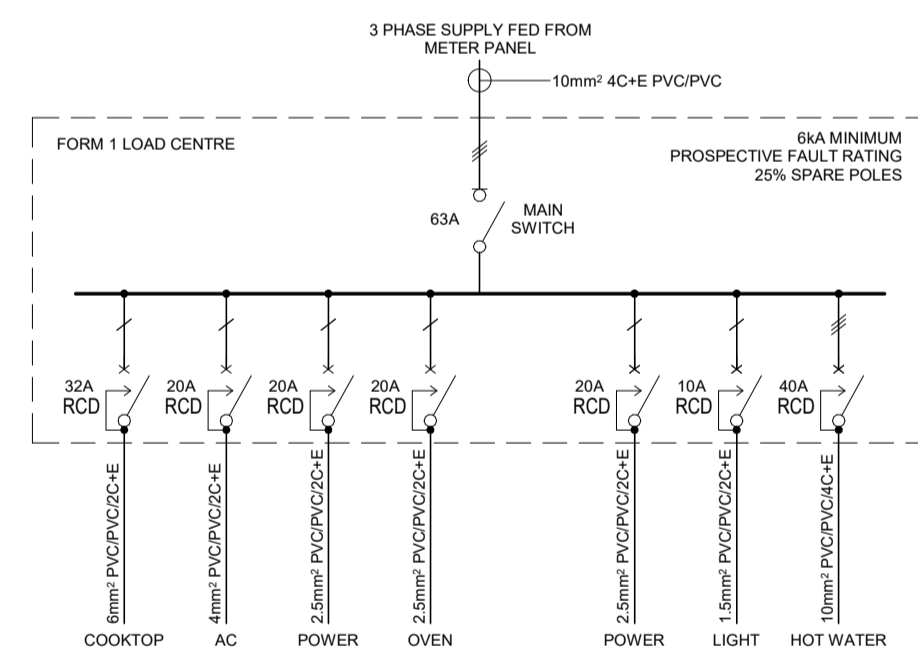 3 PHASE SUPPLY FED FROM
METER PANEL
10mm² 4C+E PVC/PVC
FORM 1 LOAD CENTRE
6kA MINIMUM
PROSPECTIVE FAULT RATING
25% SPARE POLES
63A
MAIN
SWITCH
32A
RCD
20A
RCD
20A
RCD
20A
RCD
20A
RCD
10A
RCD
40A
RCD
6mm² PVC/PVC/2C+E
4mm² PVC/PVC/2C+E
2.5mm² PVC/PVC/2C+E
2.5mm² PVC/PVC/2C+E
2.5mm² PVC/PVC/2C+E
1.5mm² PVC/PVC/2C+E
10mm² PVC/PVC/4C+E
COOKTOP
AC
POWER
OVEN
POWER
LIGHT
HOT WATER